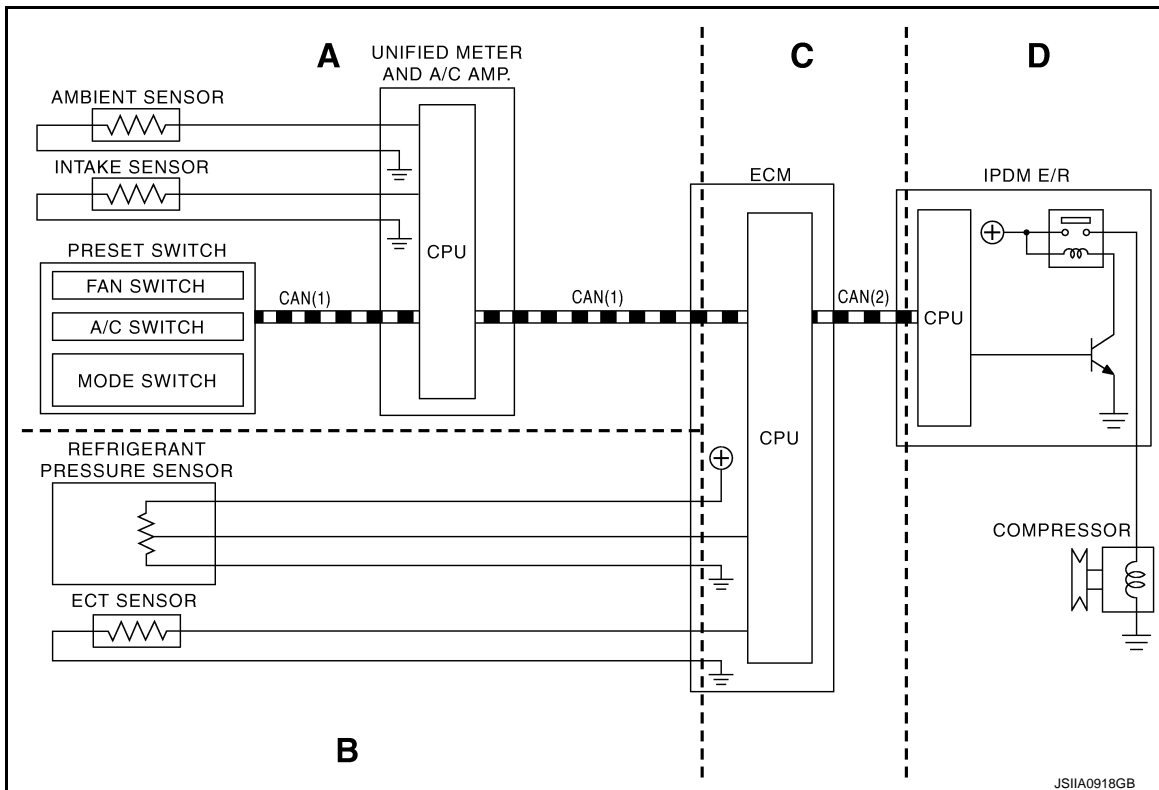 A
UNIFIED METER
AND A/C AMP.
C
D
AMBIENT SENSOR
INTAKE SENSOR
ECM
IPDM E/R
PRESET SWITCH
FAN SWITCH
A/C SWITCH
MODE SWITCH
CAN(1)
CPU
CAN(1)
CAN(2)
CPU
CPU
REFRIGERANT
PRESSURE SENSOR
COMPRESSOR
ECT SENSOR
B
JSIIA0918GB